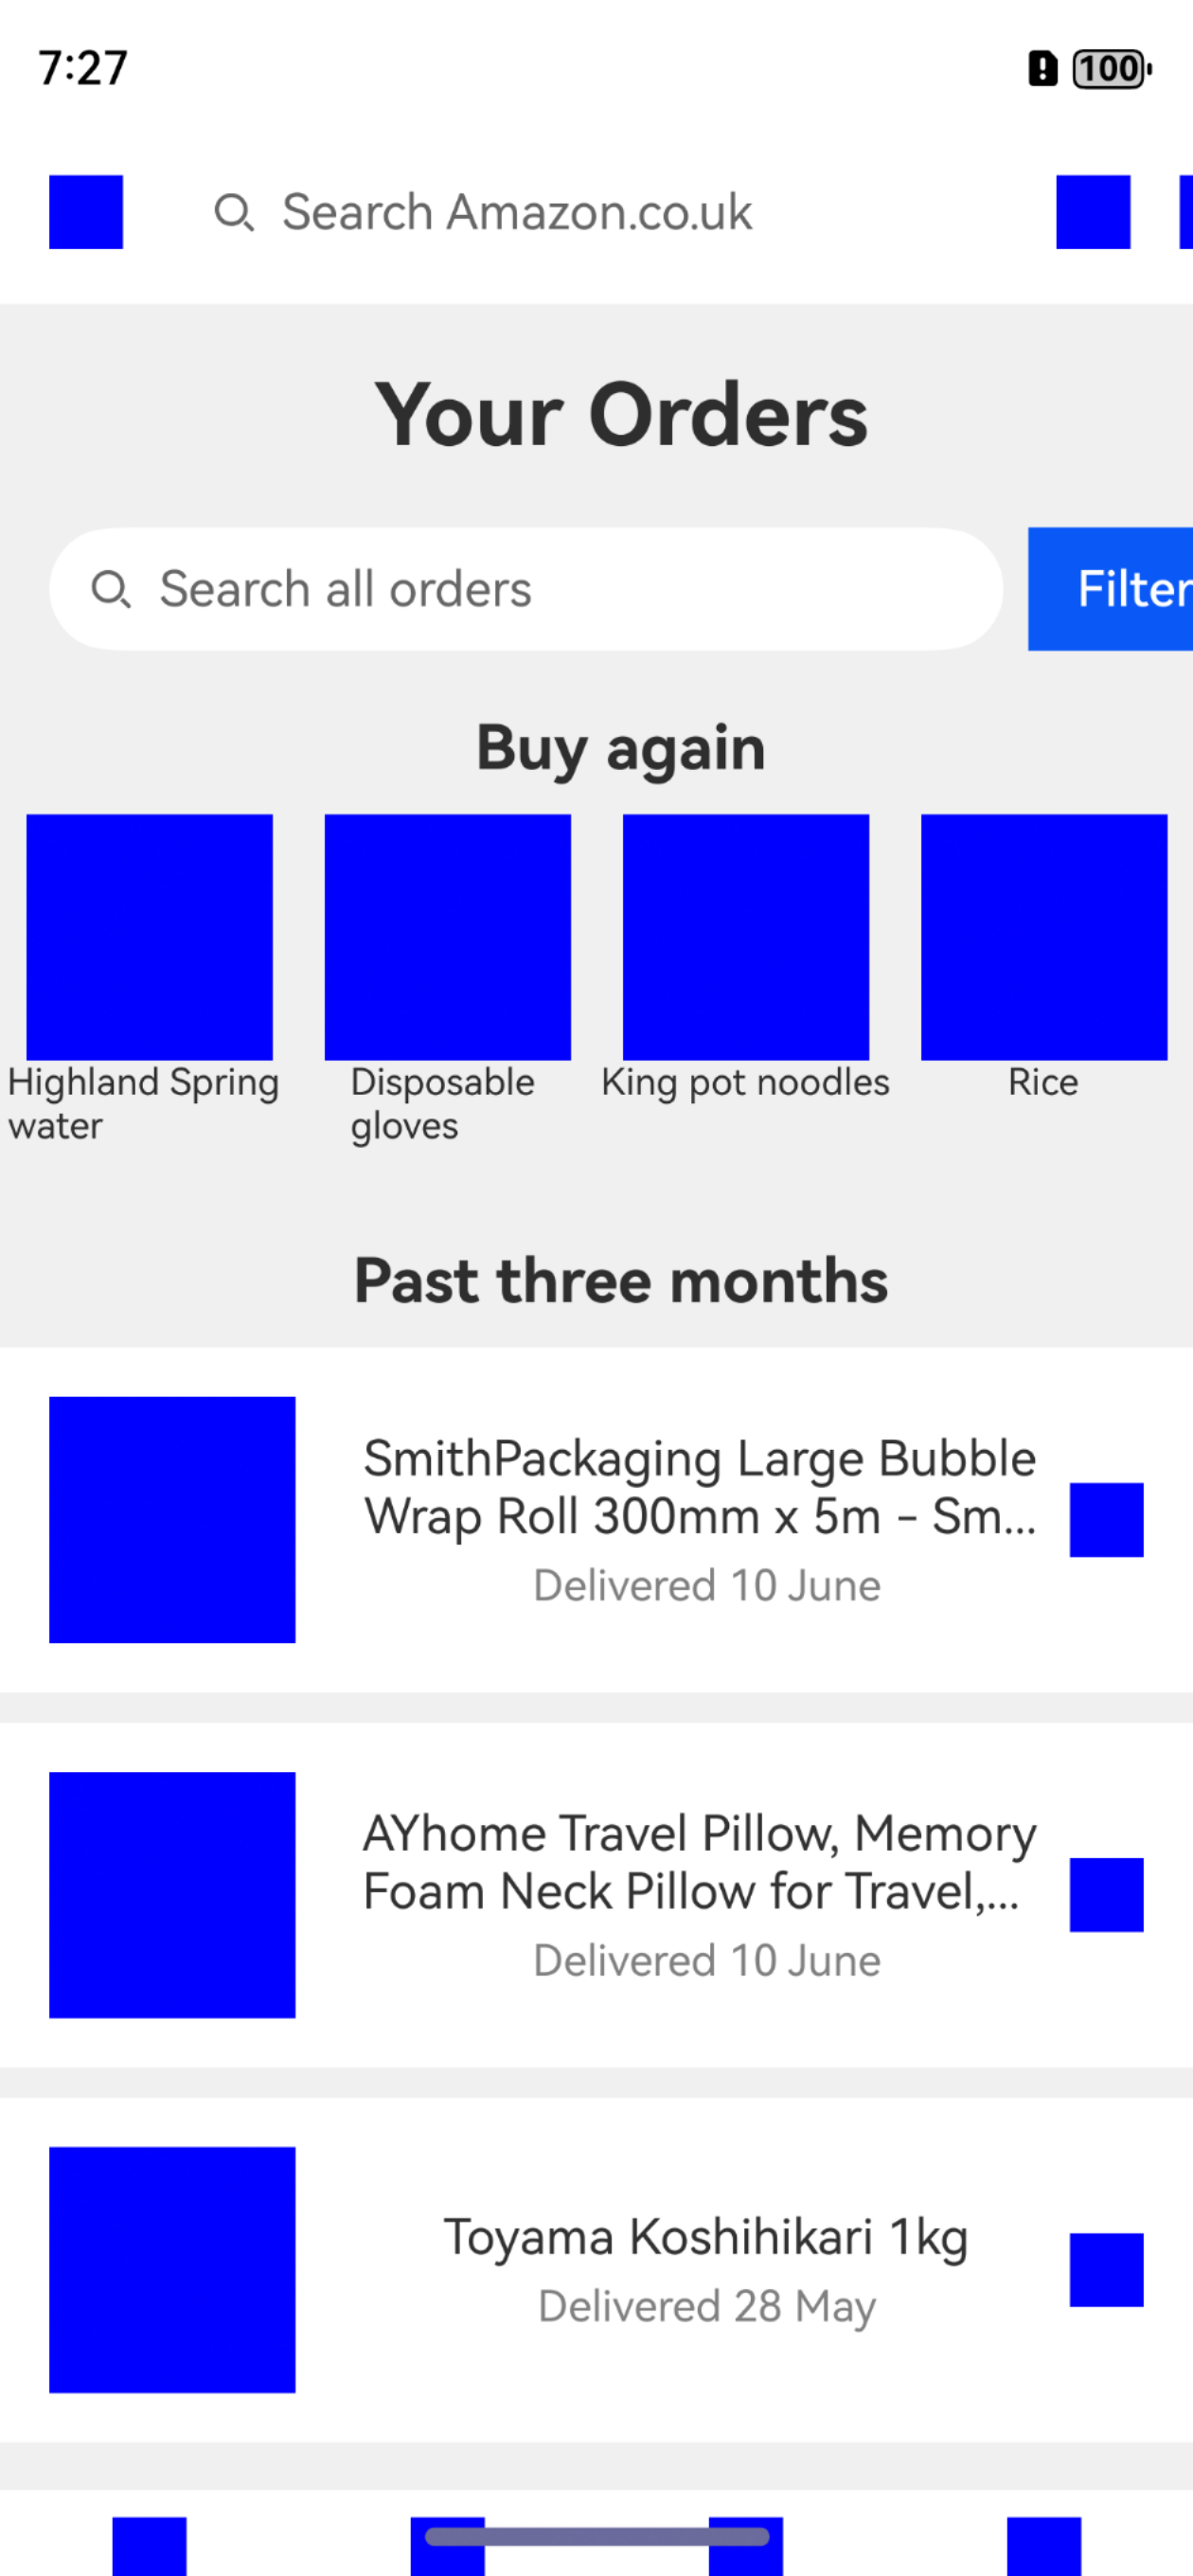 7:27
100
Search Amazon.co.uk
Your Orders
Search all orders
Filter
Buy again
Highland Spring
water
Disposable
gloves
King pot noodles
Rice
Past three months
SmithPackaging Large Bubble
Wrap Roll 300mm x 5m - Sm...
Delivered 10 June
AYhome Travel Pillow, Memory
Foam Neck Pillow for Travel,...
Delivered 10 June
Toyama Koshihikari 1kg
Delivered 28 May